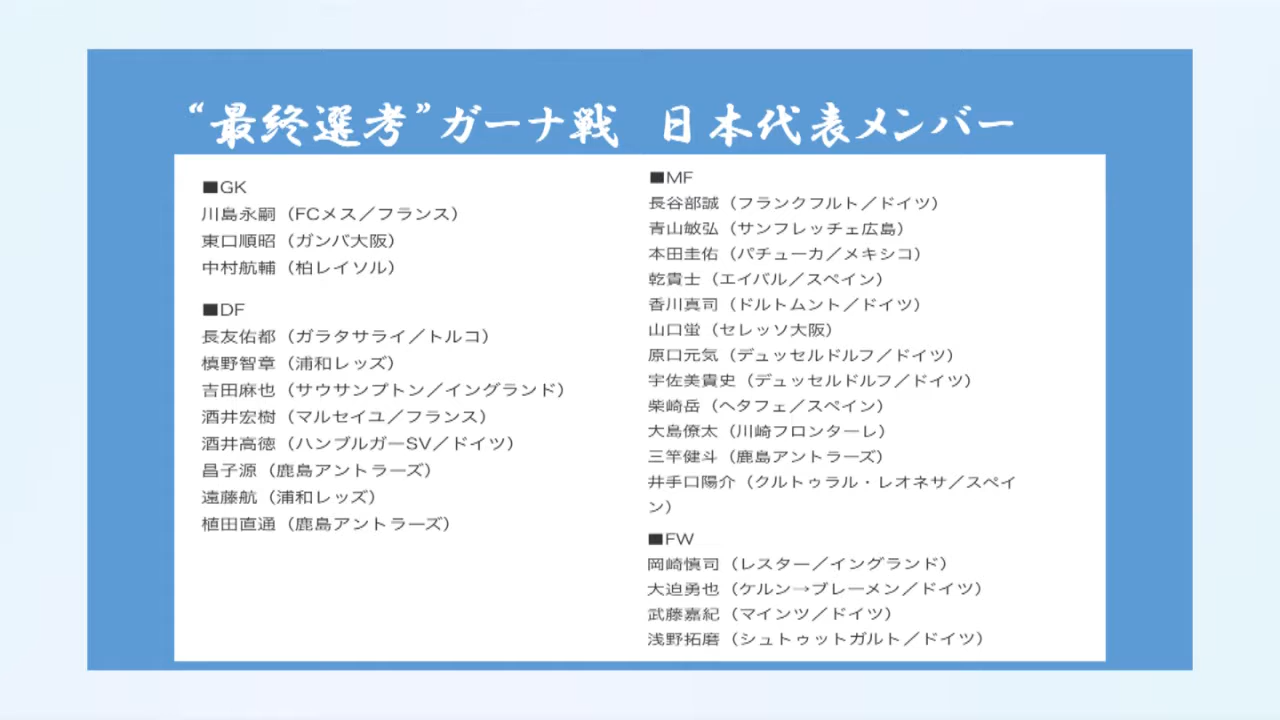 “最終選考”ガーナ戦　日本代表メンバー
■GK
川島永嗣（FCメス／フランス）
東口順昭（ガンバ大阪）
中村航輔（柏レイソル）
■DF
長友佑都（ガラタサライ／トルコ）
槙野智章（浦和レッズ）
吉田麻也（サウサンプトン／イングランド）
酒井宏樹（マルセイユ／フランス）
酒井高徳（ハンブルガーSV／ドイツ）
昌子源（鹿島アントラーズ）
遠藤航（浦和レッズ）
植田直通（鹿島アントラーズ）
■MF
長谷部誠（フランクフルト／ドイツ）
青山敏弘（サンフレッチェ広島）
本田圭佑（パチューカ／メキシコ）
乾貴士（エイバル／スペイン）
香川真司（ドルトムント／ドイツ）
山口蛍（セレッソ大阪）
原口元気（デュッセルドルフ／ドイツ）
宇佐美貴史（デュッセルドルフ／ドイツ）
柴崎岳（ヘタフェ／スペイン）
大島僚太（川崎フロンターレ）
三竿健斗（鹿島アントラーズ）
井手口陽介（クルトゥラル・レオネサ／スペイ
ン）
■FW
岡崎慎司（レスター／イングランド）
大迫勇也（ケルン→ブレーメン／ドイツ）
武藤嘉紀（マインツ／ドイツ）
浅野拓磨（シュトゥットガルト／ドイツ）